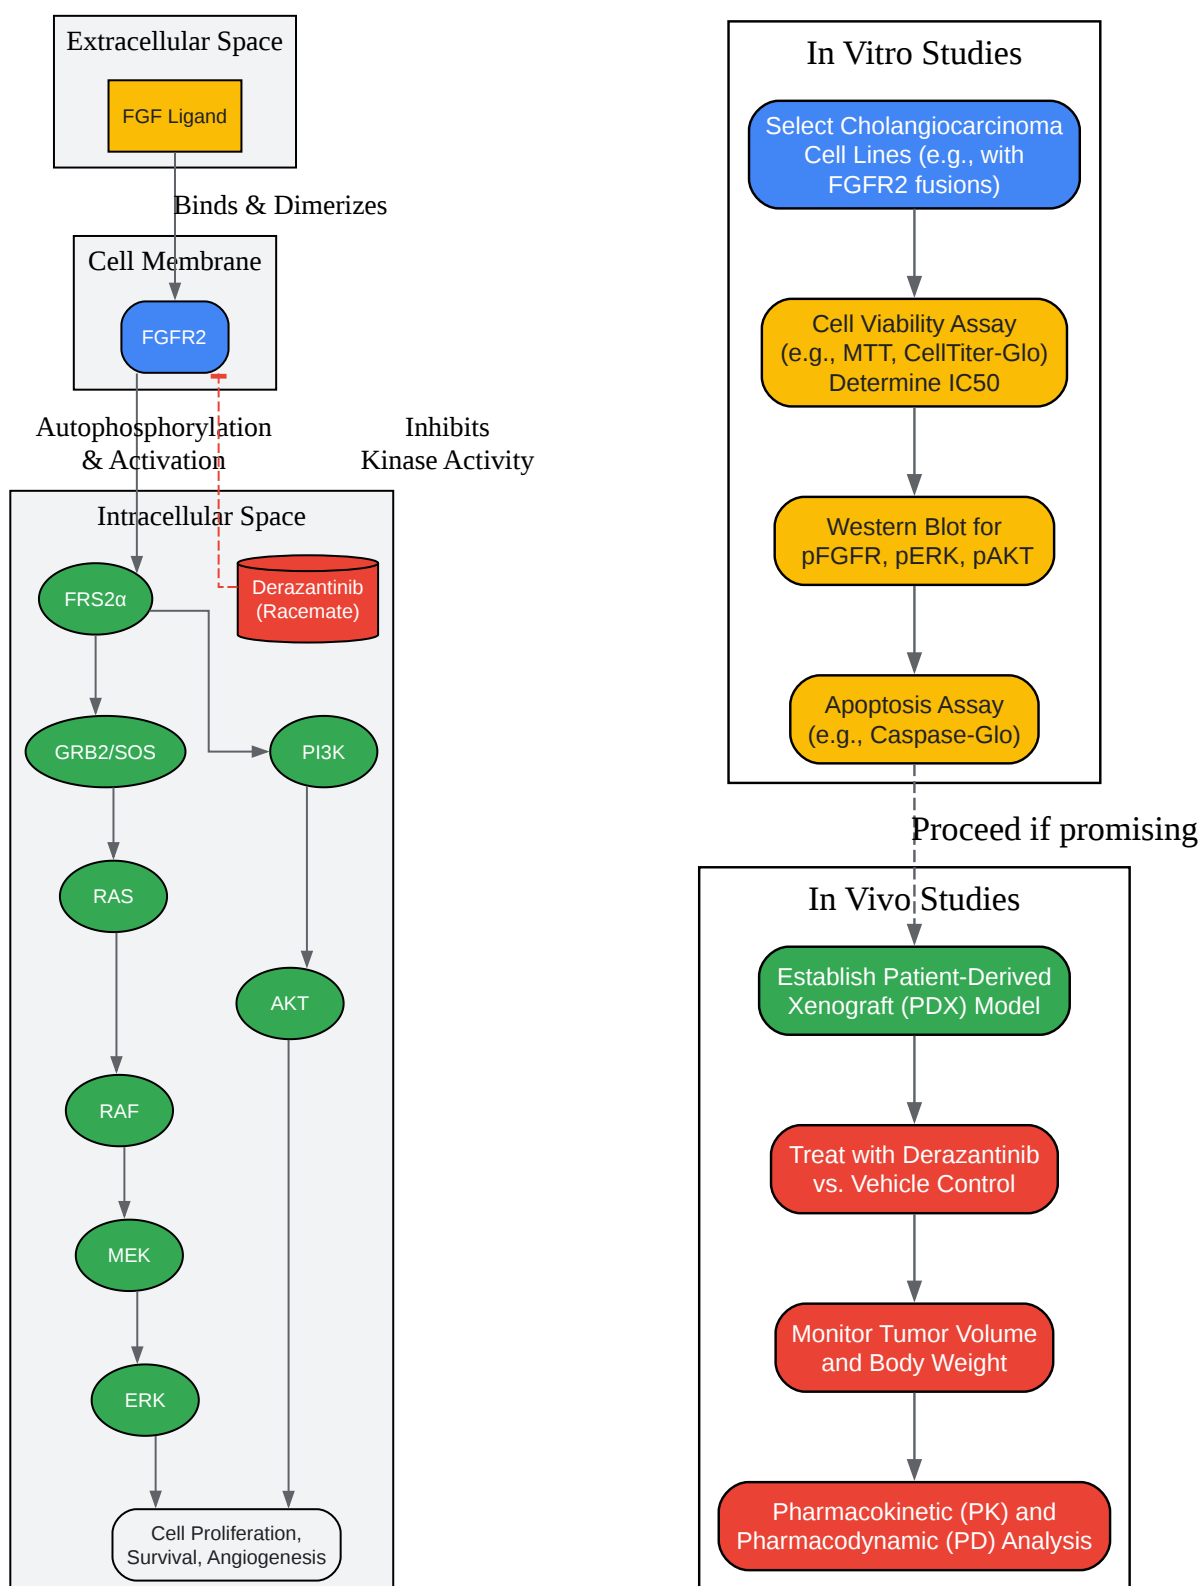 Extracellular Space
FGF Ligand
Binds & Dimerizes
Cell Membrane
FGFR2
Autophosphorylation
& Activation
Inhibits
Kinase Activity
Intracellular Space
FRS2α
Derazantinib
(Racemate)
GRB2/SOS
PI3K
RAS
AKT
RAF
MEK
ERK
Cell Proliferation,
Survival, Angiogenesis
In Vitro Studies
Select Cholangiocarcinoma
Cell Lines (e.g., with
FGFR2 fusions)
Cell Viability Assay
(e.g., MTT, CellTiter-Glo)
Determine IC50
Western Blot for
pFGFR, pERK, pAKT
Apoptosis Assay
(e.g., Caspase-Glo)
Proceed if promising
In Vivo Studies
Establish Patient-Derived
Xenograft (PDX) Model
Treat with Derazantinib
vs. Vehicle Control
Monitor Tumor Volume
and Body Weight
Pharmacokinetic (PK) and
Pharmacodynamic (PD) Analysis